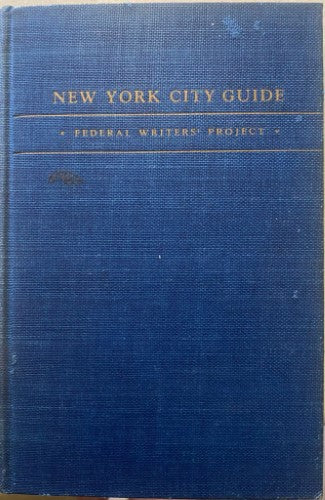 NEW YORK CITY GUIDE
• FEDERAL WRITERS' PROJECT •